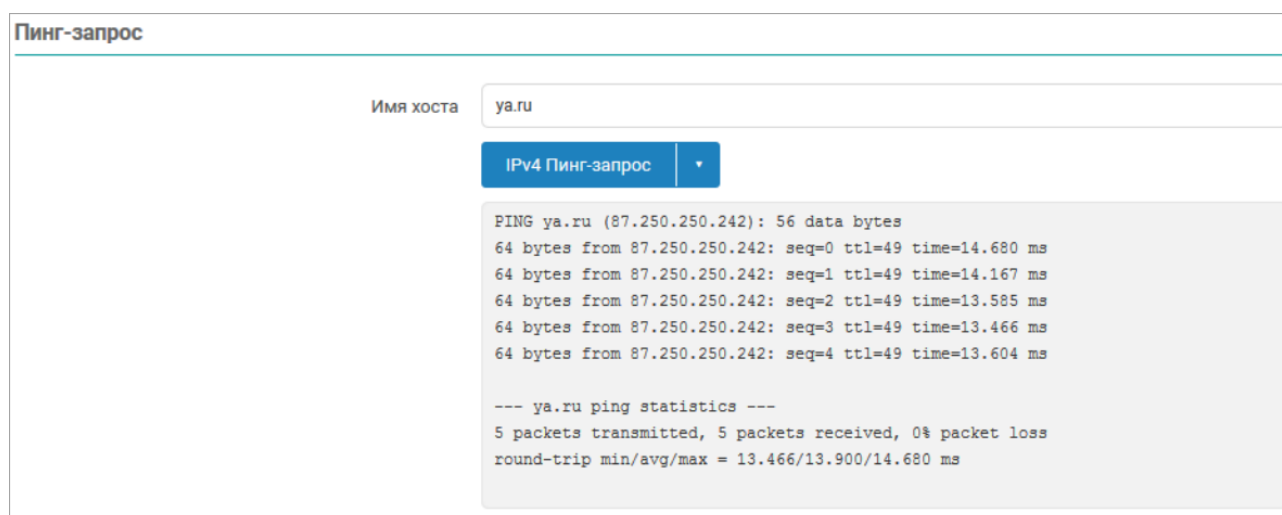 Пинг-запрос
Имя хоста
ya.ru
IPv4 Пинг-запрос
PING ya.ru (87.250.250.242): 56 data bytes
64 bytes from 87.250.250.242: seq=0 ttl=49 time=14.680 ms
64 bytes from 87.250.250.242: seq=1 ttl=49 time=14.167 ms
64 bytes from 87.250.250.242: seq=2 ttl=49 time=13.585 ms
64 bytes from 87.250.250.242: seq=3 ttl=49 time=13.466 ms
64 bytes from 87.250.250.242: seq=4 ttl=49 time=13.604 ms
--- ya.ru ping statistics ---
5 packets transmitted, 5 packets received, 0% packet loss
round-trip min/avg/max = 13.466/13.900/14.680 ms